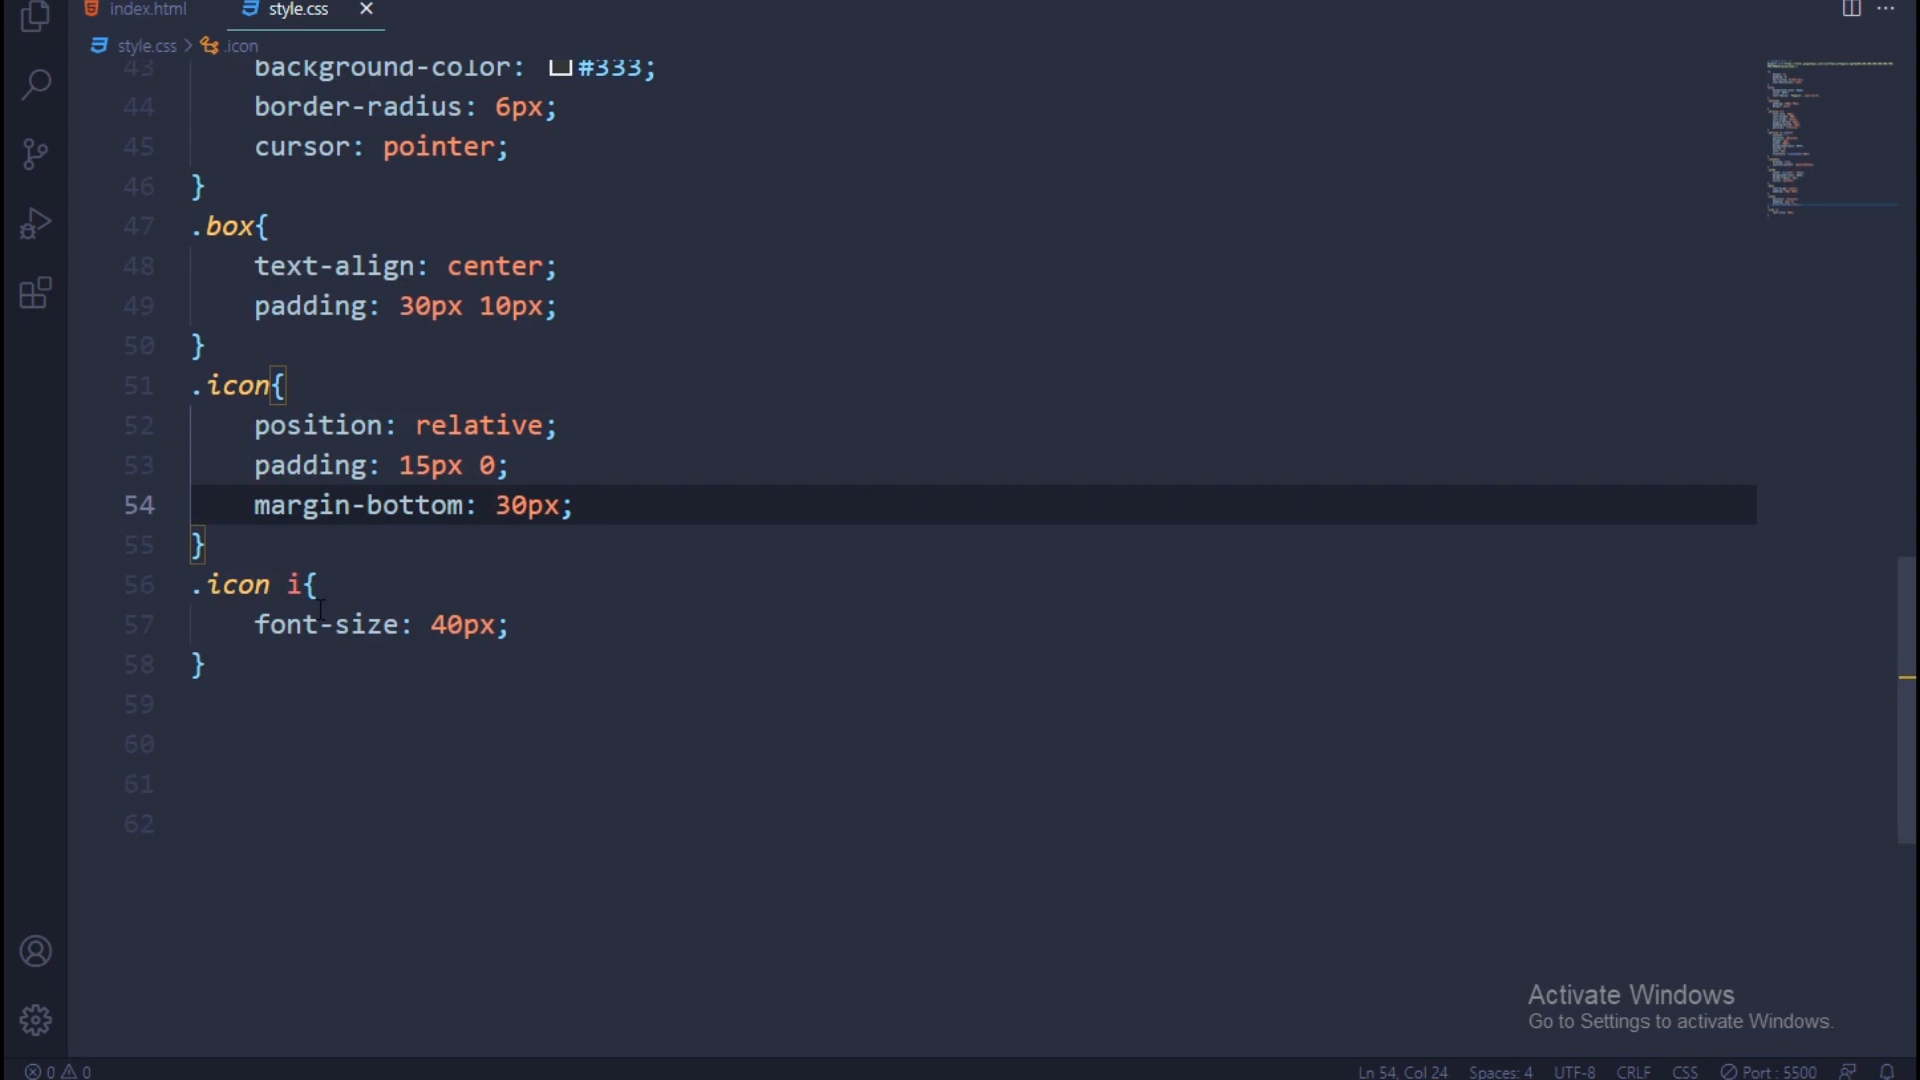 index.html style.css ×
style.css > .icon
43 background-color: #333;
44 border-radius: 6px;
45 cursor: pointer;
46 }
47 .box{
48 text-align: center;
49 padding: 30px 10px;
50 }
51 .icon{
52 position: relative;
53 padding: 15px 0;
54 margin-bottom: 30px;
55 }
56 .icon i{
57 font-size: 40px;
58 }
59
60
61
62
Activate Windows
Go to Settings to activate Windows.
0 0 Ln 54, Col 24 Spaces: 4 UTF-8 CRLF CSS Port : 5500